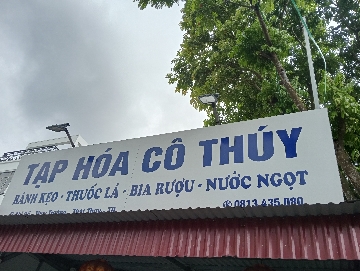 TẠP HÓA CÔ THÚY
BÁNH KẸO - THUỐC LÁ - BIA RƯỢU - NƯỚC NGỌT
0813.435.080